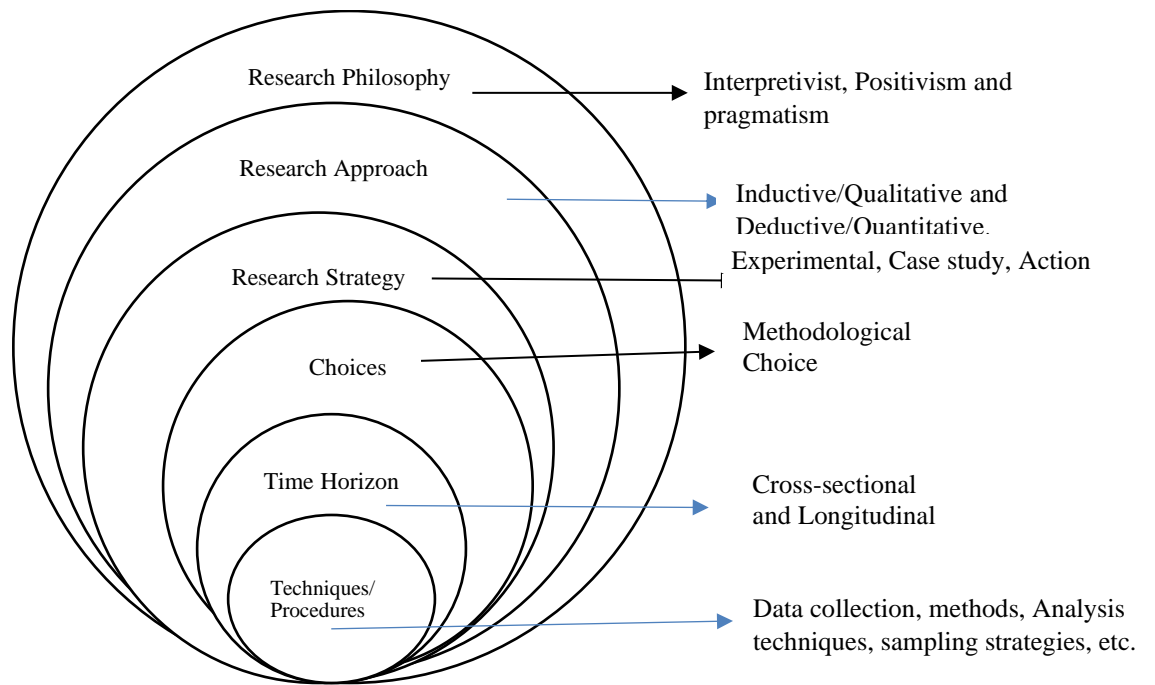 Research Philosophy
Interpretivist, Positivism and
pragmatism
Research Approach
Inductive/Qualitative and
Deductive/Quantitative.
Research Strategy
Experimental, Case study, Action
Choices
Methodological
Choice
Time Horizon
Cross-sectional
and Longitudinal
Techniques/
Procedures
Data collection, methods, Analysis
techniques, sampling strategies, etc.